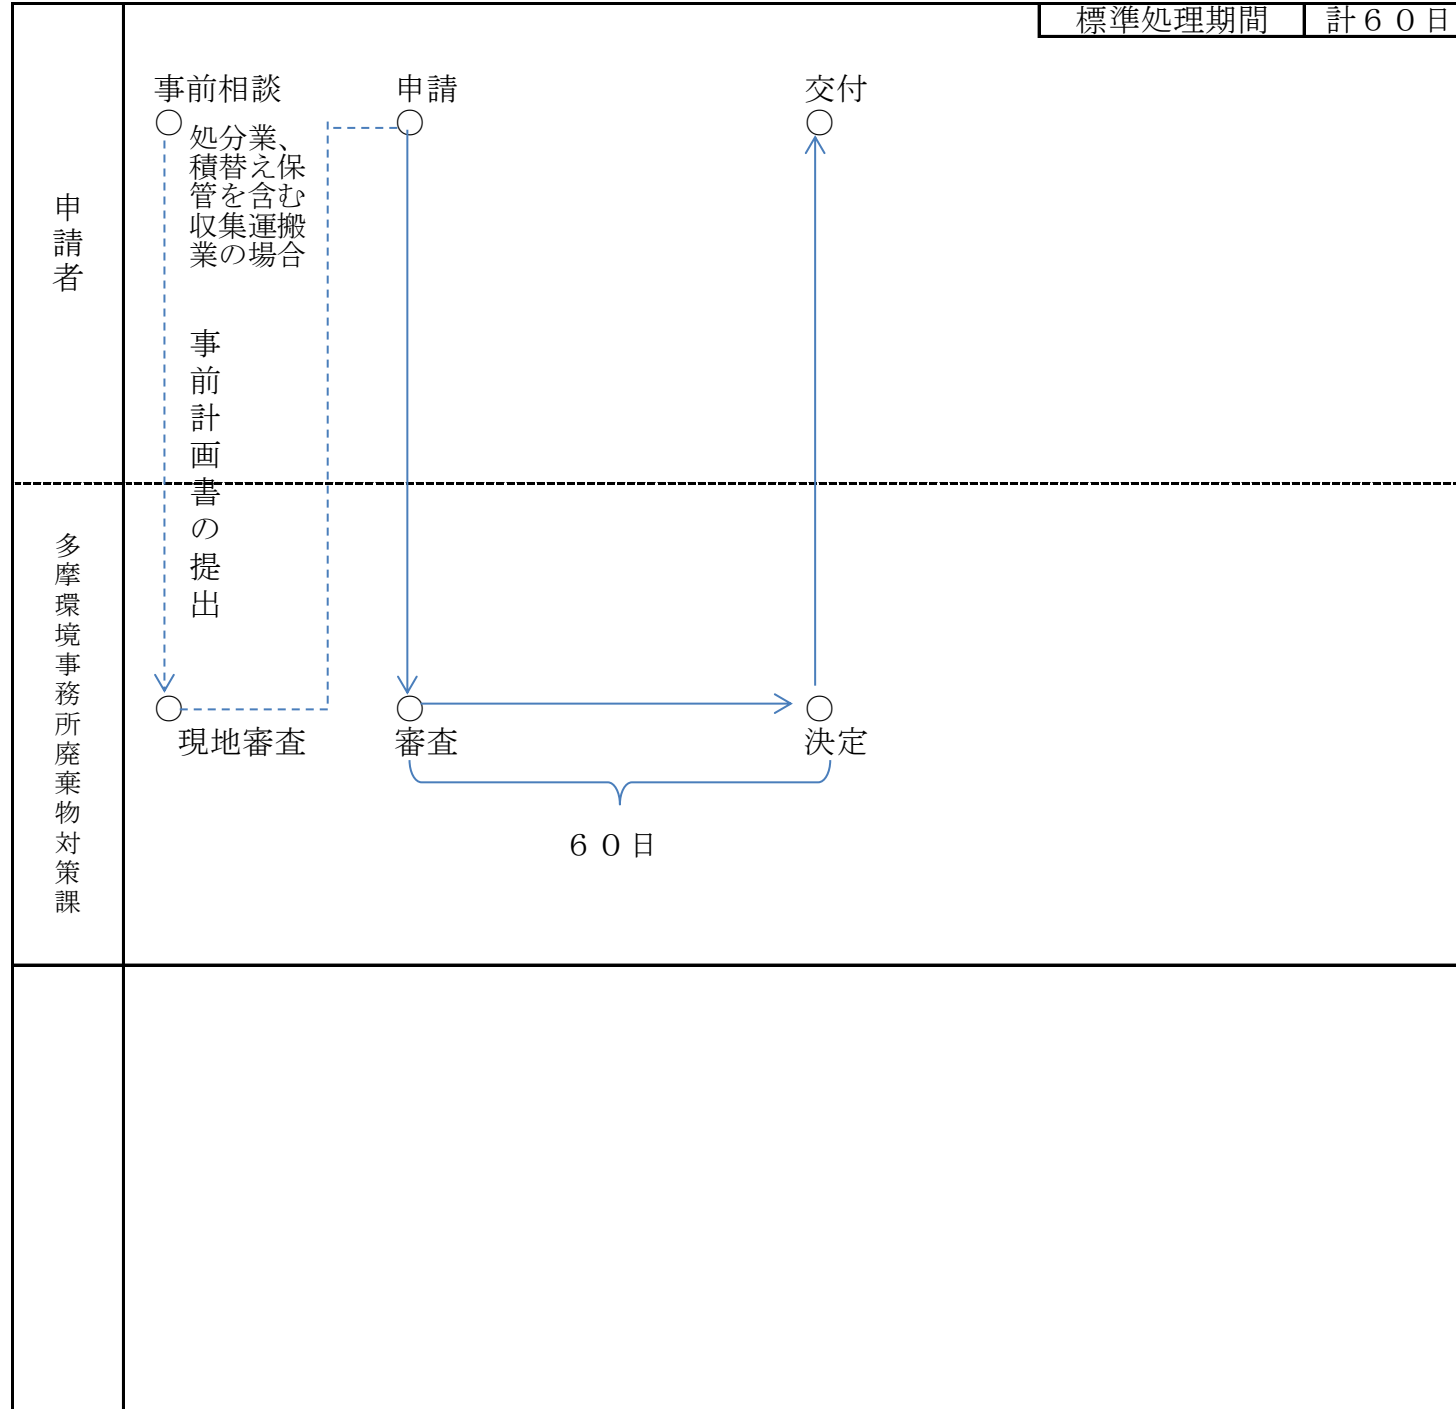 標準処理期間
計６０日
事前相談
申請
交付
処分業、
積替え保
管を含む
収集運搬
業の場合
申請者
事前計画書の提出
多摩環境事務所廃棄物対策課
現地審査
審査
決定
６０日